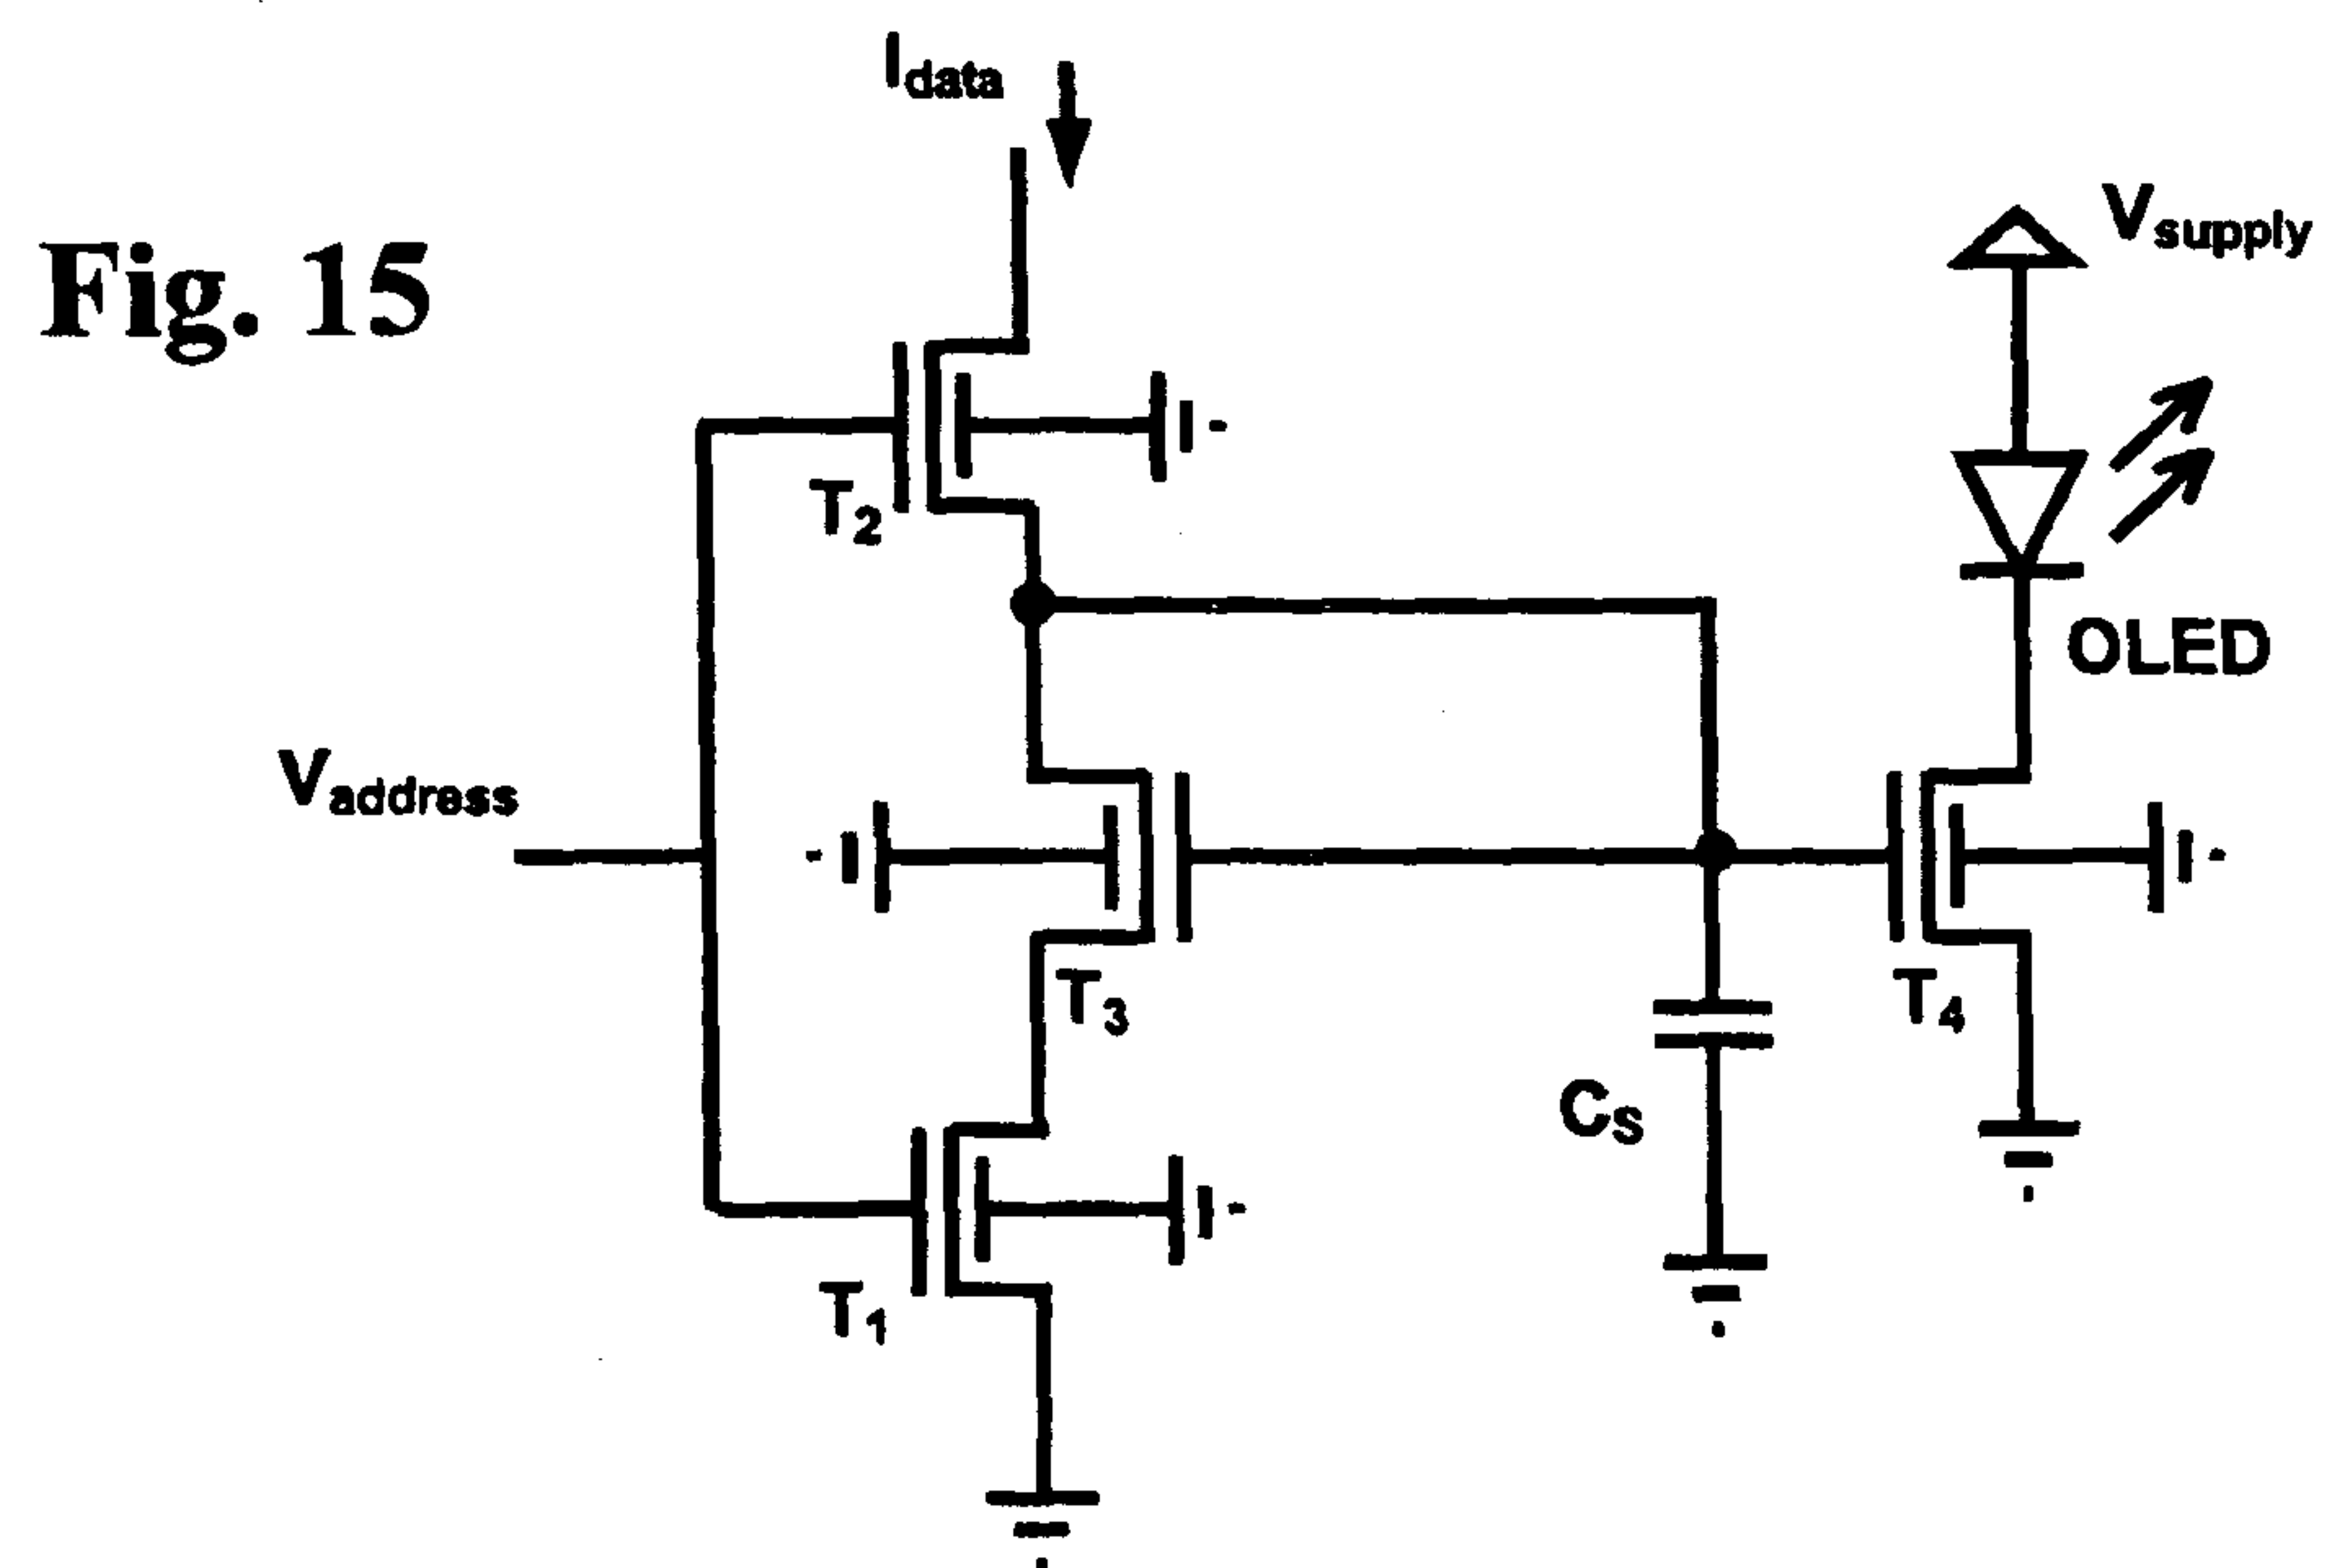 Idata
Vsupply
Fig. 15
T2
OLED
Vaddress
T3
T4
CS
T1